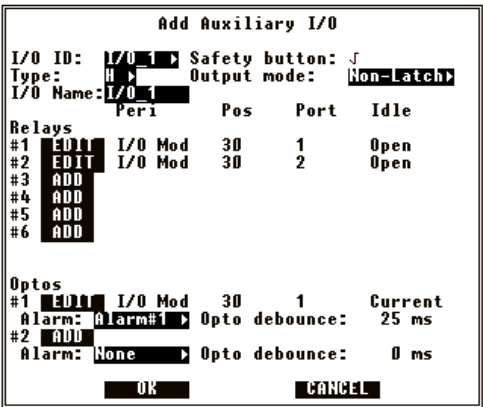 Add Auxiliary I/O
I/O ID: I/O_1 Safety button: √
Type: H Output mode: Non-Latch
I/O Name: I/O_1
Peri Pos Port Idle
Relays
#1 EDIT I/O Mod 30 1 Open
#2 EDIT I/O Mod 30 2 Open
#3 ADD
#4 ADD
#5 ADD
#6 ADD
Optos
#1 EDIT I/O Mod 30 1 Current
Alarm: Alarm#1 Opto debounce: 25 ms
#2 ADD
Alarm: None Opto debounce: 0 ms
OK CANCEL